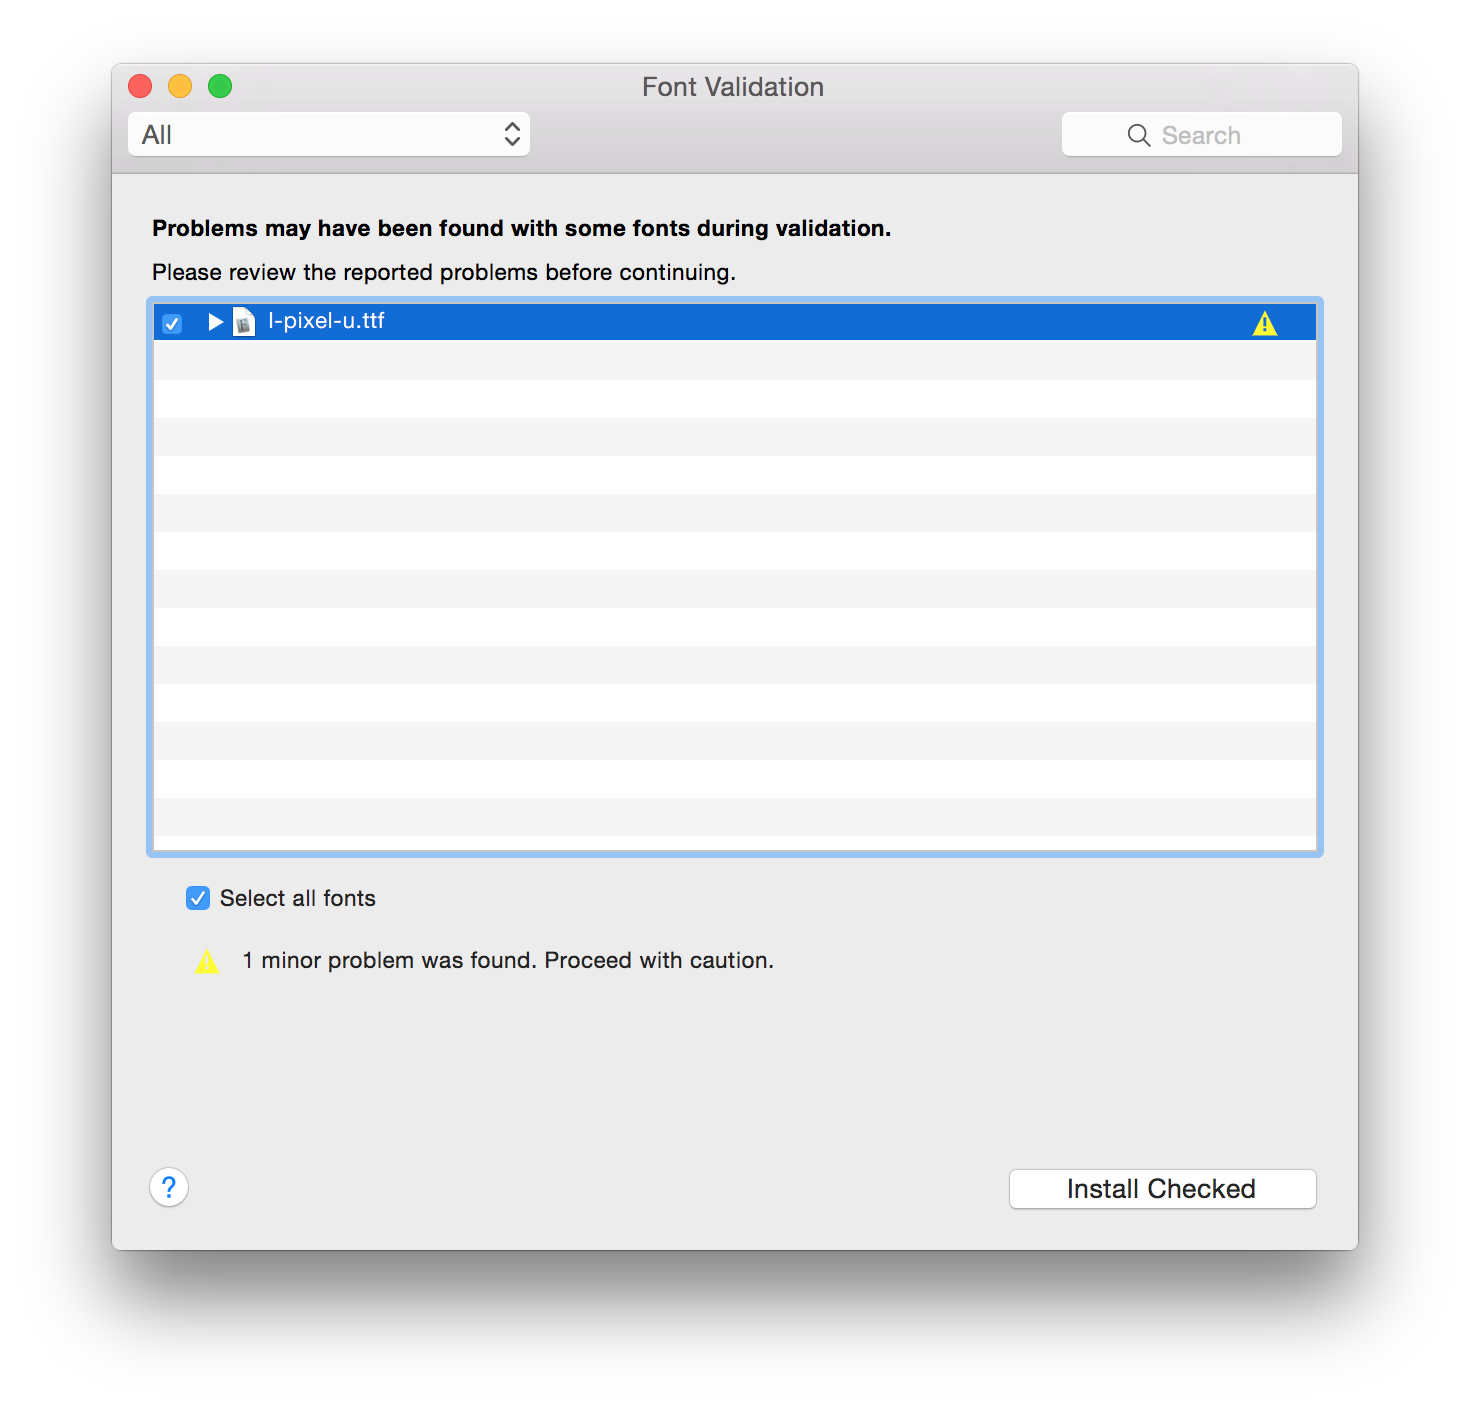 Font Validation
All
Search
Problems may have been found with some fonts during validation.
Please review the reported problems before continuing.
l-pixel-u.ttf
Select all fonts
1 minor problem was found. Proceed with caution.
?
Install Checked